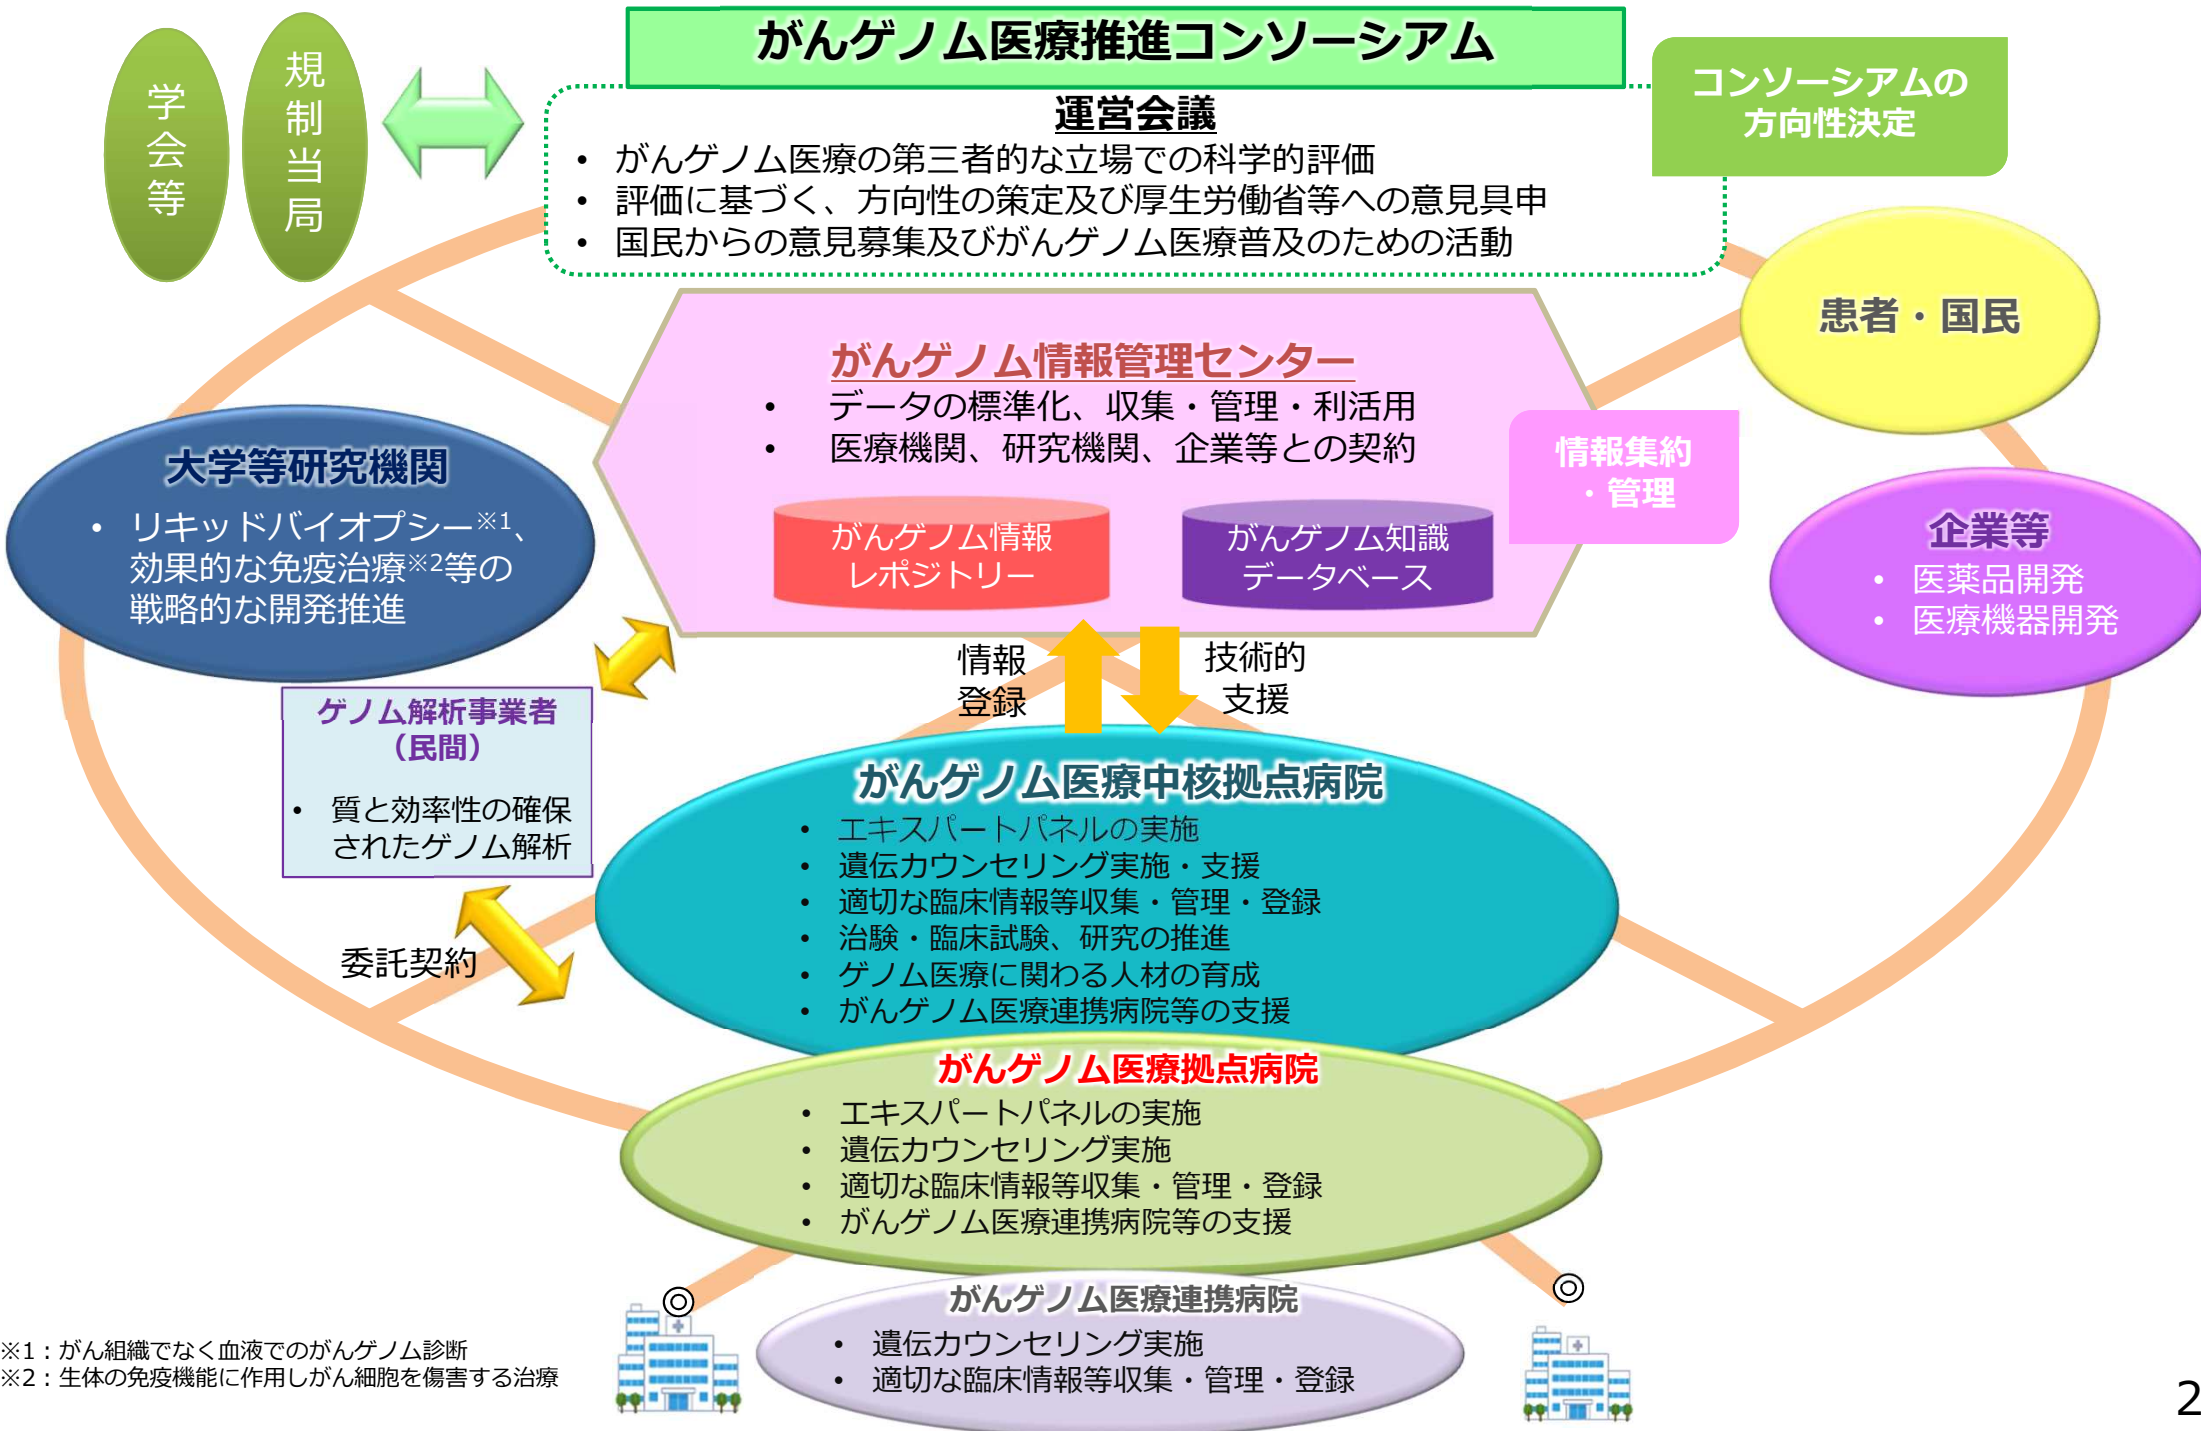 がんゲノム医療推進コンソーシアム
学会等
規制当局
コンソーシアムの
方向性決定
運営会議
• がんゲノム医療の第三者的な立場での科学的評価
• 評価に基づく、方向性の策定及び厚生労働省等への意見具申
• 国民からの意見募集及びがんゲノム医療普及のための活動
患者・国民
がんゲノム情報管理センター
• データの標準化、収集・管理・利活用
• 医療機関、研究機関、企業等との契約
情報集約
・管理
がんゲノム情報
レポジトリー
がんゲノム知識
データベース
大学等研究機関
• リキッドバイオプシー※1、
効果的な免疫治療※2等の
戦略的な開発推進
企業等
• 医薬品開発
• 医療機器開発
情報
登録
技術的
支援
ゲノム解析事業者
（民間）
• 質と効率性の確保
されたゲノム解析
委託契約
がんゲノム医療中核拠点病院
• エキスパートパネルの実施
• 遺伝カウンセリング実施・支援
• 適切な臨床情報等収集・管理・登録
• 治験・臨床試験、研究の推進
• ゲノム医療に関わる人材の育成
• がんゲノム医療連携病院等の支援
がんゲノム医療拠点病院
• エキスパートパネルの実施
• 遺伝カウンセリング実施
• 適切な臨床情報等収集・管理・登録
• がんゲノム医療連携病院等の支援
◎
◎
がんゲノム医療連携病院
• 遺伝カウンセリング実施
• 適切な臨床情報等収集・管理・登録
※1：がん組織でなく血液でのがんゲノム診断
※2：生体の免疫機能に作用しがん細胞を傷害する治療
2